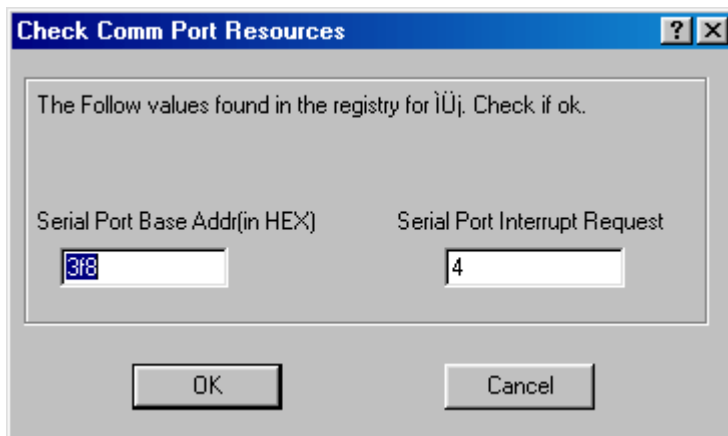 Check Comm Port Resources
The Follow values found in the registry for ÌÜj. Check if ok.
Serial Port Base Addr(in HEX) Serial Port Interrupt Request
3f8 4
OK Cancel